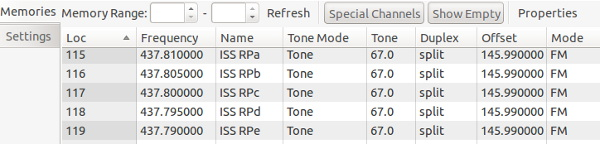 Memories Memory Range: - Refresh Special Channels Show Empty Properties
Settings Loc Frequency Name Tone Mode Tone Duplex Offset Mode
115 437.810000 ISS RPa Tone 67.0 split 145.990000 FM
116 437.805000 ISS RPb Tone 67.0 split 145.990000 FM
117 437.800000 ISS RPc Tone 67.0 split 145.990000 FM
118 437.795000 ISS RPd Tone 67.0 split 145.990000 FM
119 437.790000 ISS RPe Tone 67.0 split 145.990000 FM